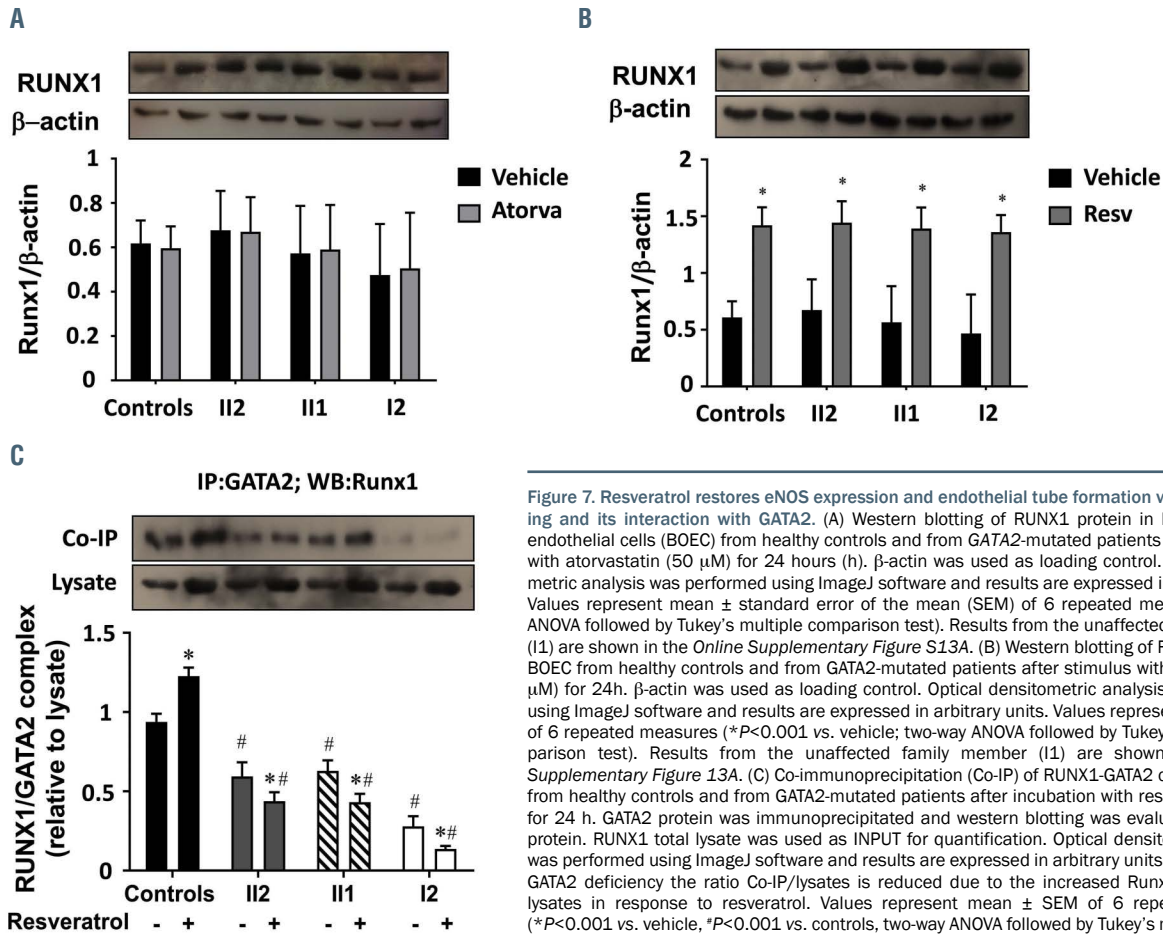 A
RUNX1
β–actin
Runx1/β-actin
1
0.8
0.6
0.4
0.2
0
Controls II2 II1 I2
Vehicle
Atorva
B
RUNX1
β-actin
Runx1/β-actin
2
1.5
1
0.5
0
* * * *
Controls II2 II1 I2
Vehicle
Resv
C
IP:GATA2; WB:Runx1
Co-IP
Lysate
RUNX1/GATA2 complex
(relative to lysate)
1.5
1
0.5
0
* # *# # *# # *#
Controls II2 II1 I2
Resveratrol - + - + - + - +
Figure 7. Resveratrol restores eNOS expression and endothelial tube formation v
ing and its interaction with GATA2. (A) Western blotting of RUNX1 protein in
endothelial cells (BOEC) from healthy controls and from GATA2-mutated patients
with atorvastatin (50 μM) for 24 hours (h). β-actin was used as loading control.
metric analysis was performed using ImageJ software and results are expressed i
Values represent mean ± standard error of the mean (SEM) of 6 repeated me
ANOVA followed by Tukey's multiple comparison test). Results from the unaffected
(I1) are shown in the Online Supplementary Figure S13A. (B) Western blotting of
BOEC from healthy controls and from GATA2-mutated patients after stimulus with
μM) for 24h. β-actin was used as loading control. Optical densitometric analysis
using ImageJ software and results are expressed in arbitrary units. Values represe
of 6 repeated measures (*P<0.001 vs. vehicle; two-way ANOVA followed by Tukey
parison test). Results from the unaffected family member (I1) are shown
Supplementary Figure 13A. (C) Co-immunoprecipitation (Co-IP) of RUNX1-GATA2 c
from healthy controls and from GATA2-mutated patients after incubation with res
for 24 h. GATA2 protein was immunoprecipitated and western blotting was evalu
protein. RUNX1 total lysate was used as INPUT for quantification. Optical densito
was performed using ImageJ software and results are expressed in arbitrary units
GATA2 deficiency the ratio Co-IP/lysates is reduced due to the increased Runx
lysates in response to resveratrol. Values represent mean ± SEM of 6 repe
(*P<0.001 vs. vehicle, #P<0.001 vs. controls, two-way ANOVA followed by Tukey's m